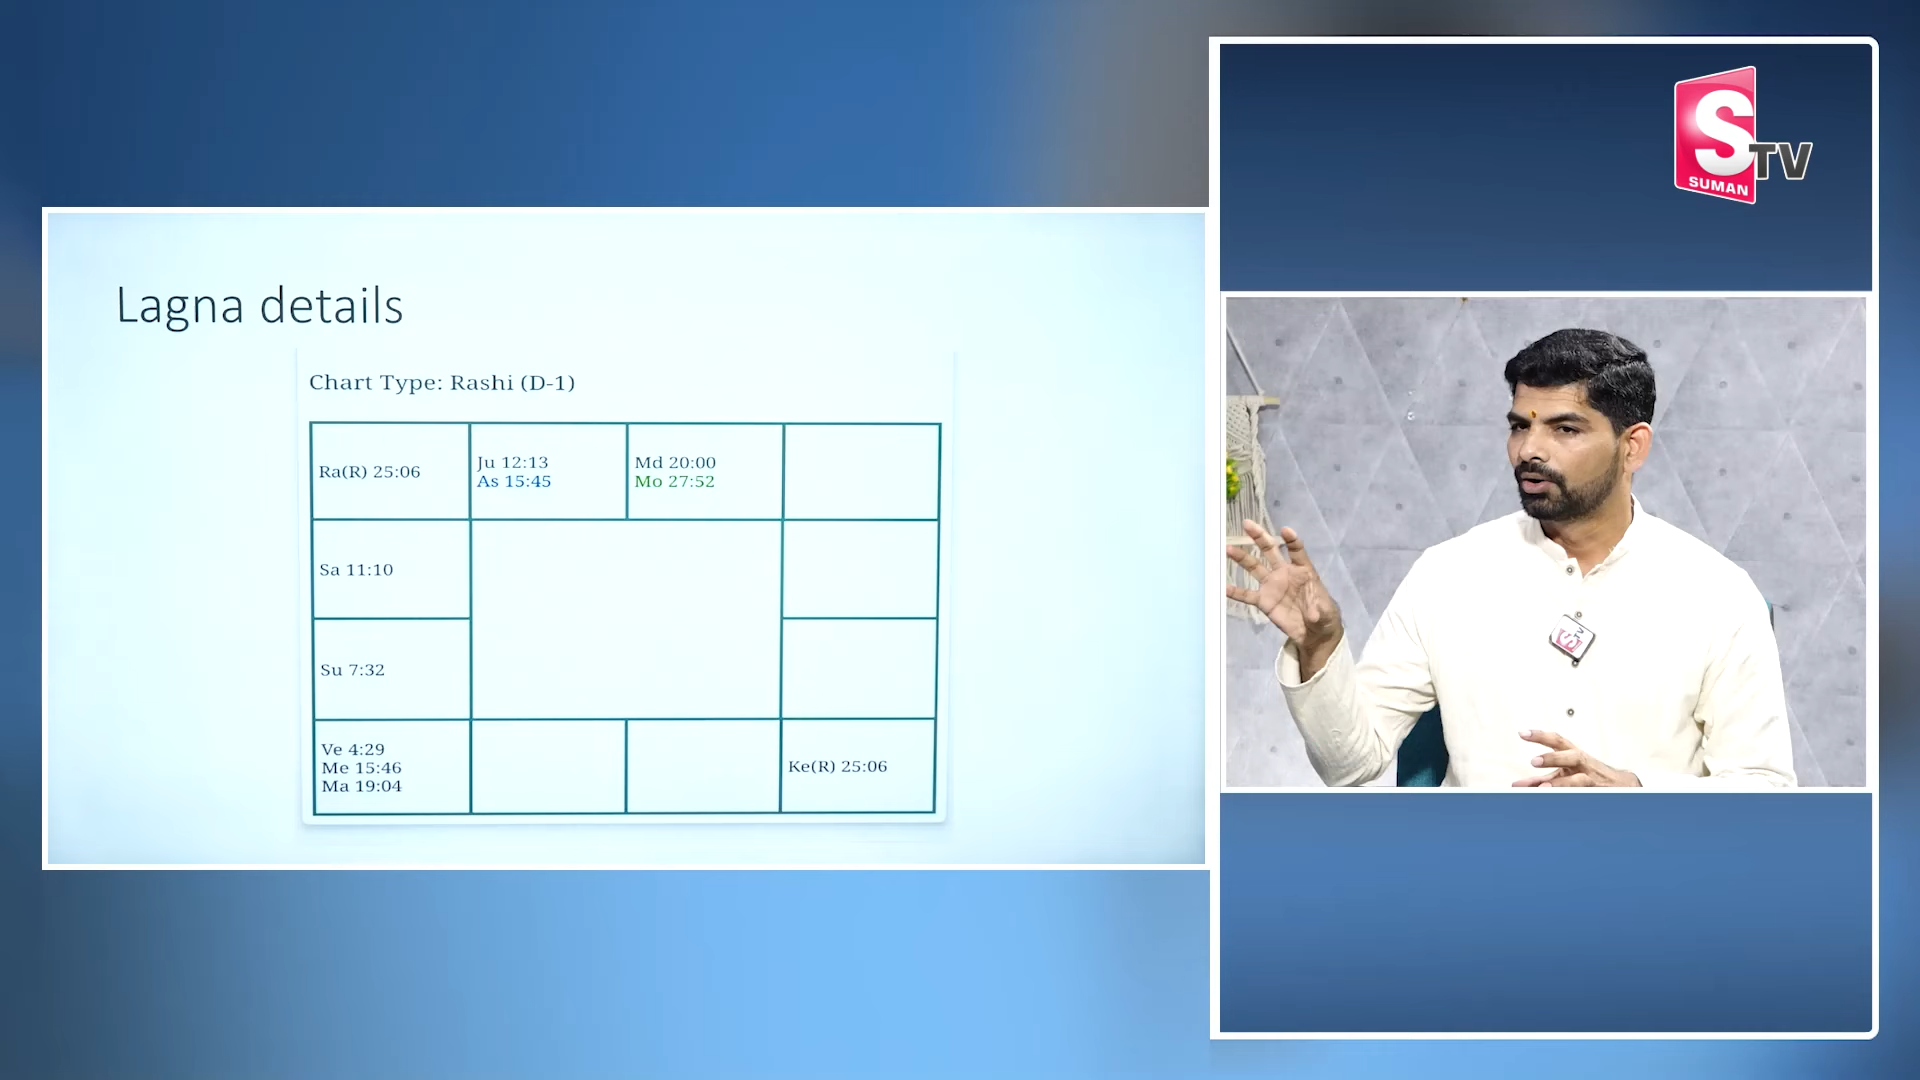 Lagna details
Chart Type: Rashi (D-1)
Ra(R) 25:06
Ju 12:13
As 15:45
Md 20:00
Mo 27:52
Sa 11:10
Su 7:32
Ve 4:29
Me 15:46
Ma 19:04
Ke(R) 25:06
S TV
SUMAN
S TV